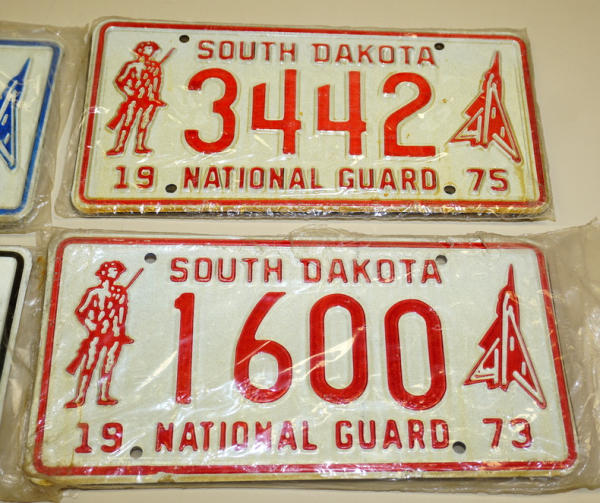 SOUTH DAKOTA
3442
19 NATIONAL GUARD 75
SOUTH DAKOTA
1600
19 NATIONAL GUARD 73